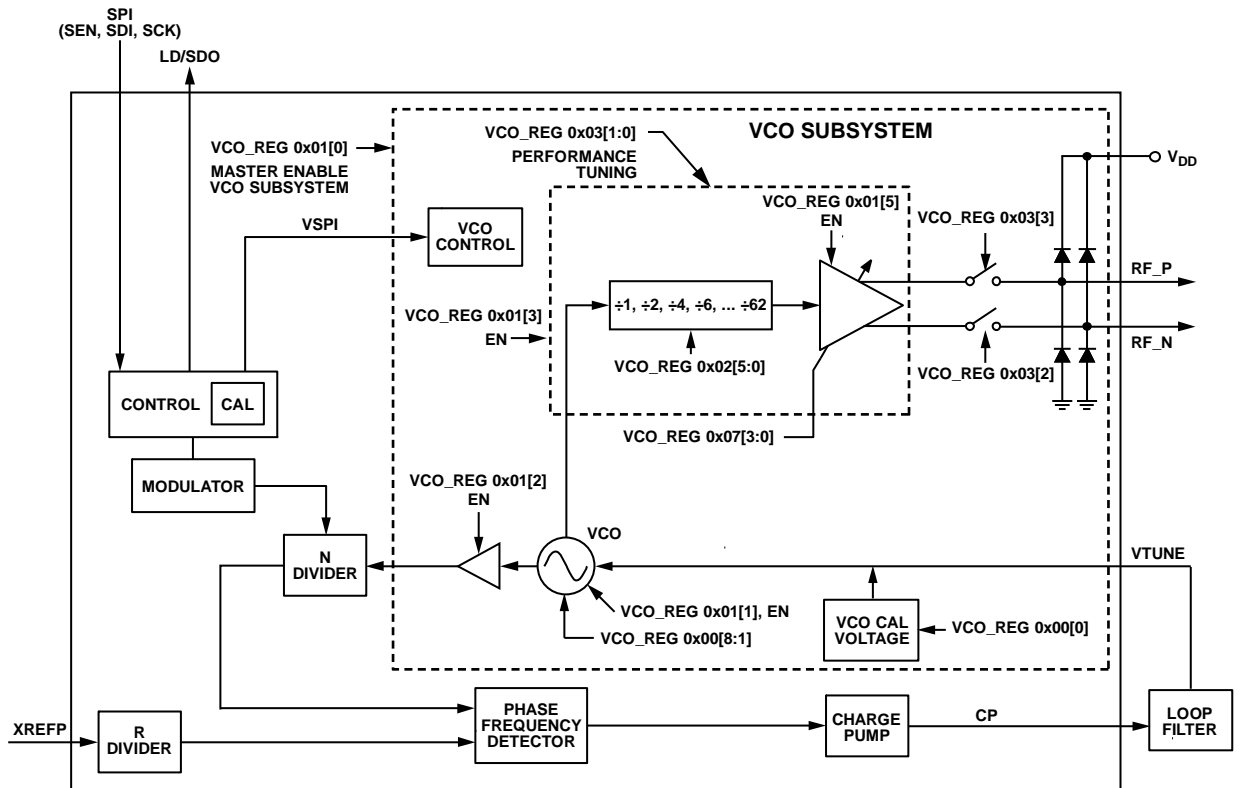 SPI
(SEN, SDI, SCK)
LD/SDO
VCO_REG 0x01[0]
MASTER ENABLE
VCO SUBSYSTEM
VCO_REG 0x03[1:0]
PERFORMANCE
TUNING
VCO SUBSYSTEM
VDD
VSPI
VCO
CONTROL
VCO_REG 0x01[5]
EN
VCO_REG 0x03[3]
RF_P
VCO_REG 0x01[3]
EN
÷1, ÷2, ÷4, ÷6, ... ÷62
RF_N
VCO_REG 0x02[5:0]
VCO_REG 0x03[2]
CONTROL
CAL
VCO_REG 0x07[3:0]
MODULATOR
VCO_REG 0x01[2]
EN
VCO
N
DIVIDER
VTUNE
VCO_REG 0x01[1], EN
VCO_REG 0x00[8:1]
VCO CAL
VOLTAGE
VCO_REG 0x00[0]
XREFP
R
DIVIDER
PHASE
FREQUENCY
DETECTOR
CHARGE
PUMP
CP
LOOP
FILTER